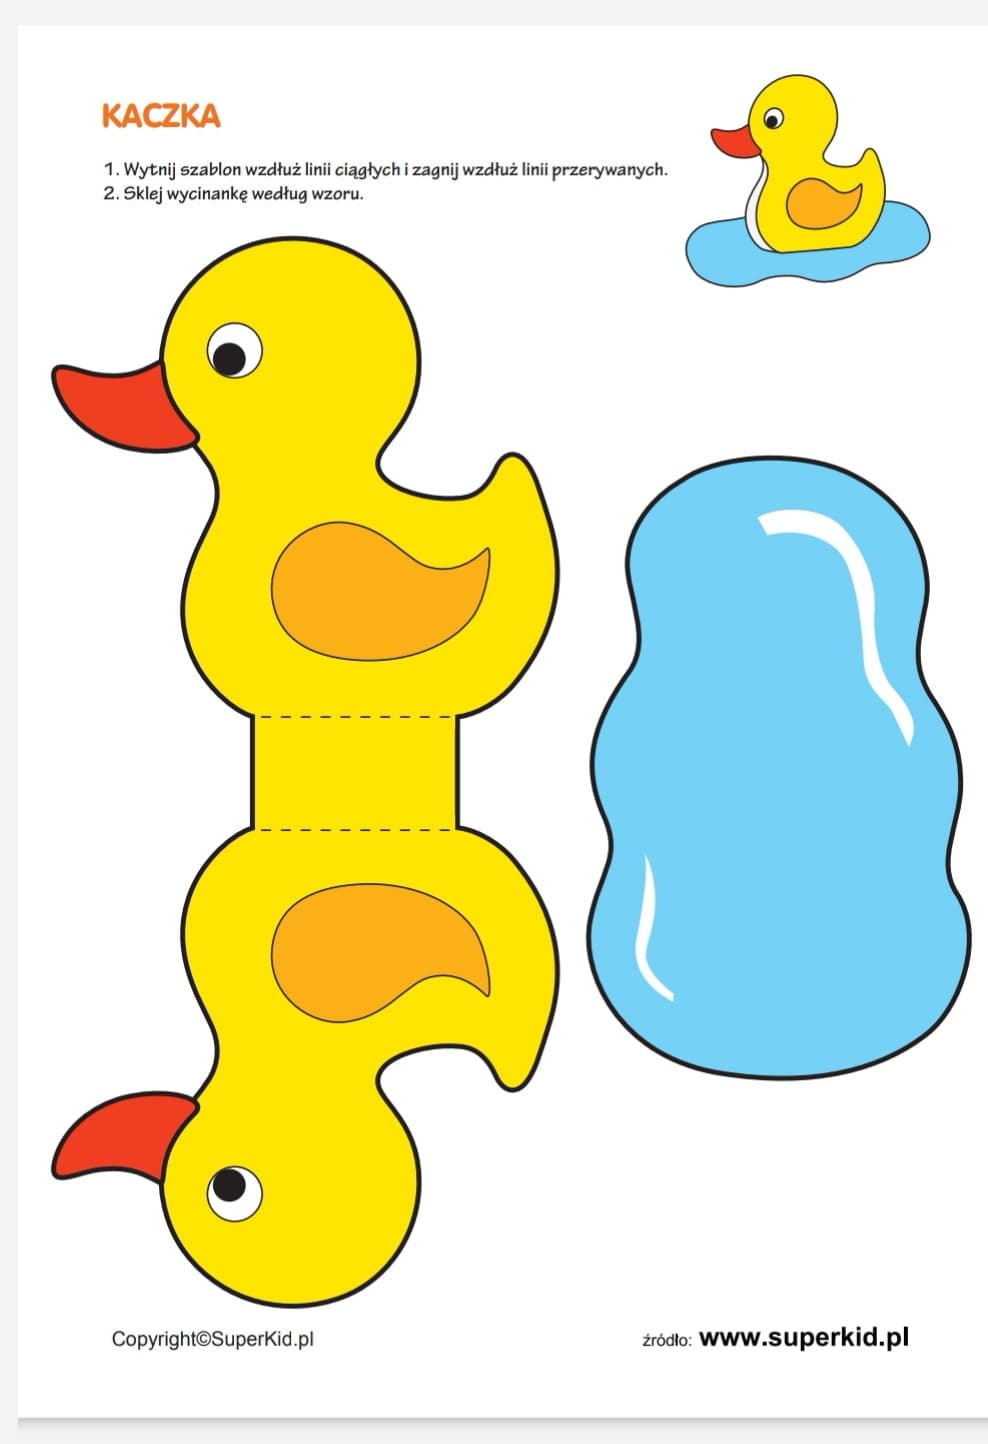 KACZKA
1. Wytnij szablon wzdłuż linii ciągłych i zagnij wzdłuż linii przerywanych.
2. Sklej wycinankę według wzoru.
Copyright©SuperKid.pl
źródło: www.superkid.pl